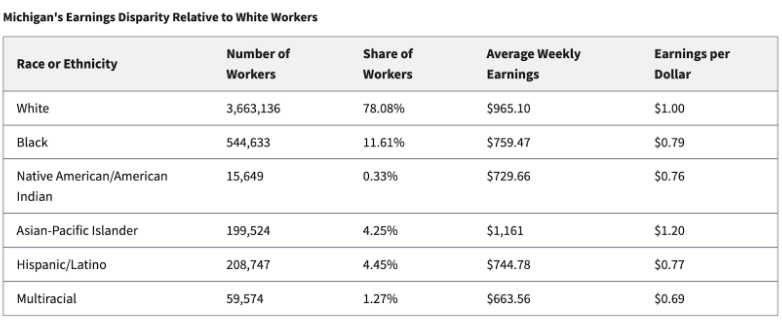 Michigan's Earnings Disparity Relative to White Workers
Race or Ethnicity Number of Workers Share of Workers Average Weekly Earnings Earnings per Dollar
White 3,663,136 78.08% $965.10 $1.00
Black 544,633 11.61% $759.47 $0.79
Native American/American Indian 15,649 0.33% $729.66 $0.76
Asian-Pacific Islander 199,524 4.25% $1,161 $1.20
Hispanic/Latino 208,747 4.45% $744.78 $0.77
Multiracial 59,574 1.27% $663.56 $0.69